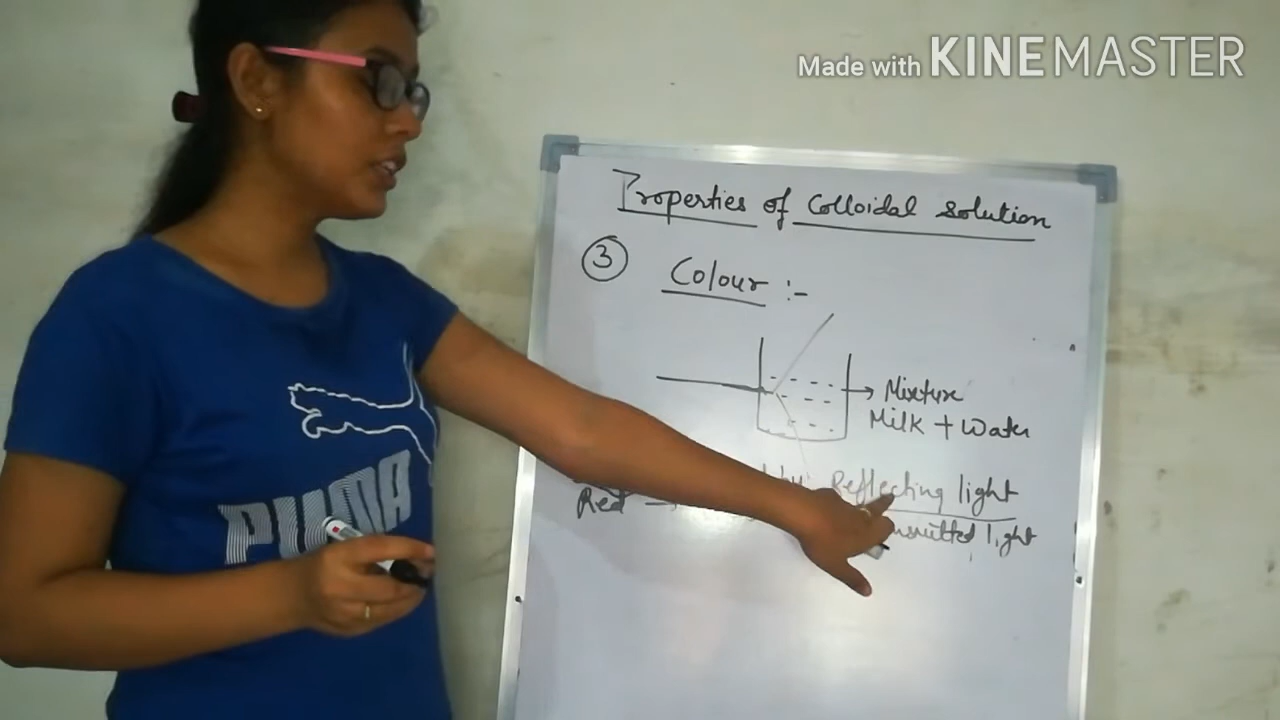 Made with KINEMASTER
Properties of Colloidal Solution
3 Colour :-
→ Mixture
Milk + Water
Reflecting light
Red → light
PUMA